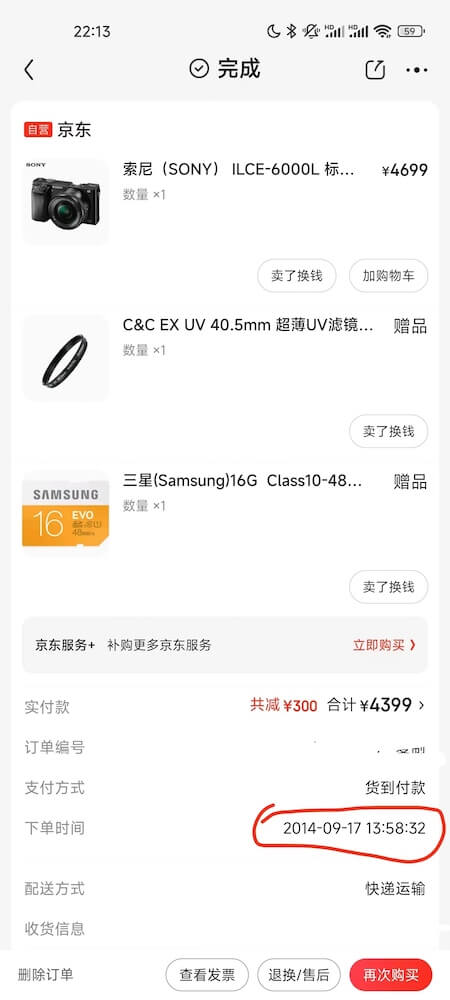 22:13
HD HD 59
完成
自营 京东
SONY
索尼（SONY） ILCE-6000L 标... ¥4699
数量 ×1
卖了换钱 加购物车
C&C EX UV 40.5mm 超薄UV滤镜... 赠品
数量 ×1
卖了换钱
三星(Samsung)16G Class10-48... 赠品
数量 ×1
SAMSUNG
16 EVO
48MB/s
卖了换钱
京东服务+ 补购更多京东服务 立即购买
实付款 共减¥300 合计¥4399
订单编号 复制
支付方式 货到付款
下单时间 2014-09-17 13:58:32
配送方式 快递运输
收货信息
删除订单 查看发票 退换/售后 再次购买